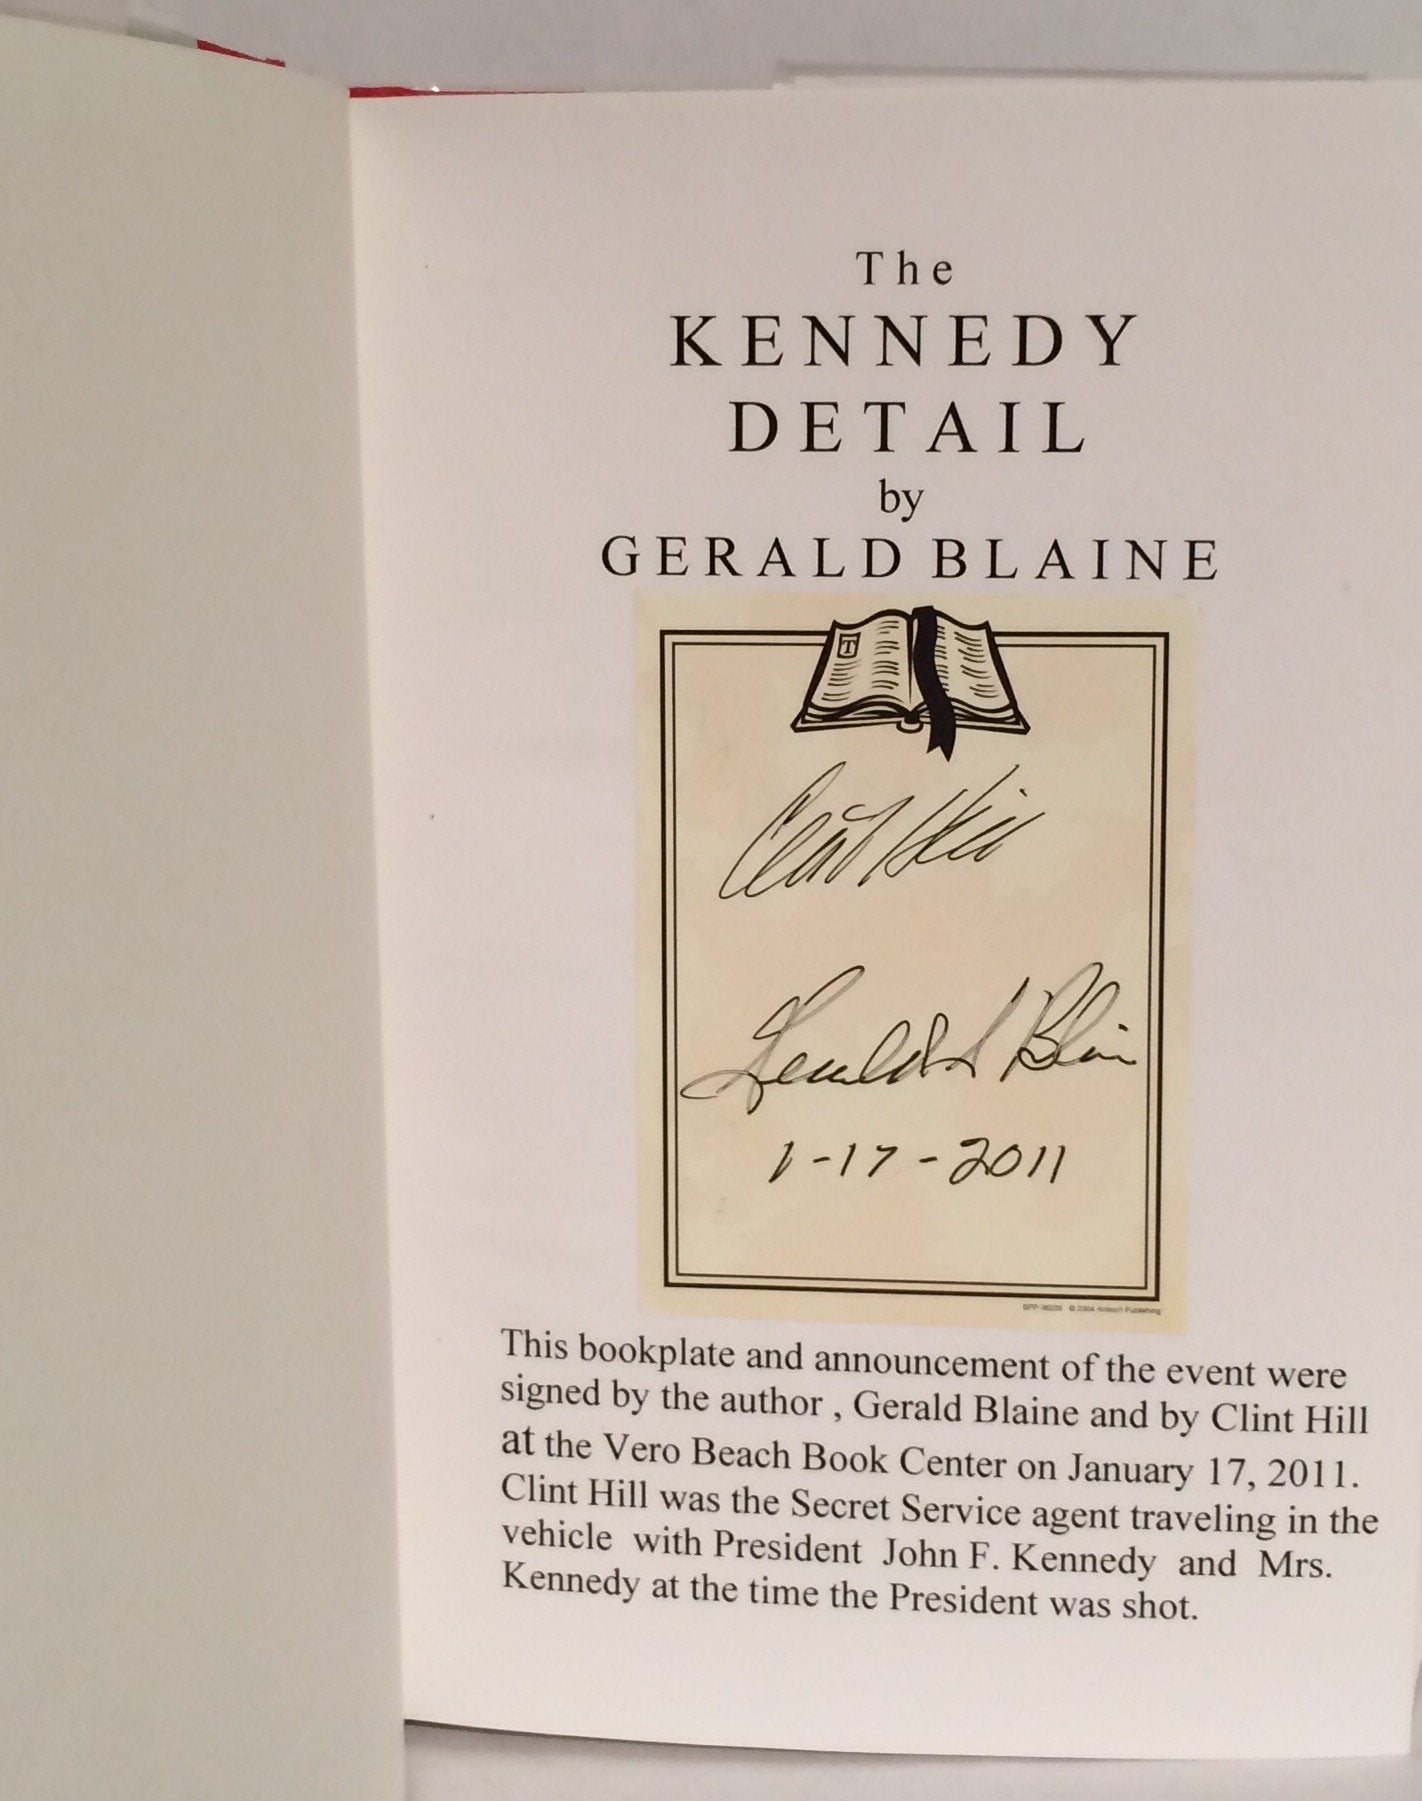 The
KENNEDY
DETAIL
by
GERALD BLAINE
T
Clint Hill
Gerald S Blaine
1-17-2011
© 2004 Antioch Publishing
This bookplate and announcement of the event were
signed by the author , Gerald Blaine and by Clint Hill
at the Vero Beach Book Center on January 17, 2011.
Clint Hill was the Secret Service agent traveling in the
vehicle with President John F. Kennedy and Mrs.
Kennedy at the time the President was shot.